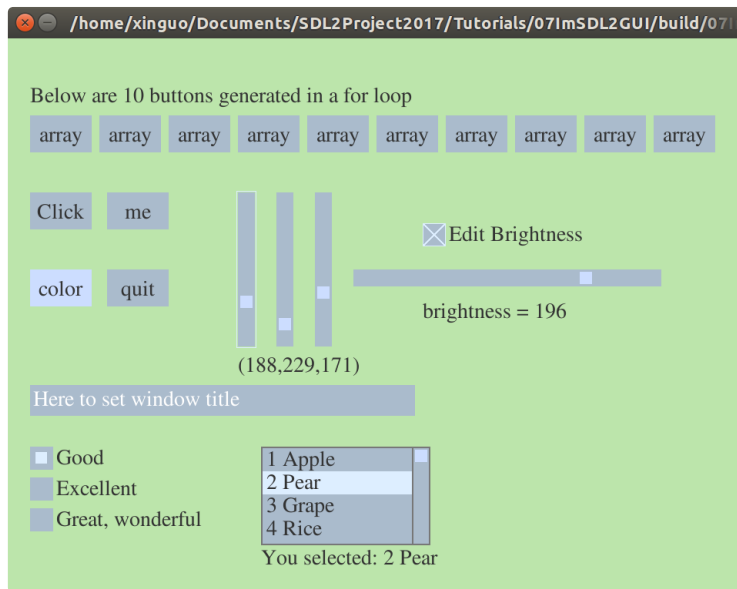 /home/xinguo/Documents/SDL2Project2017/Tutorials/07ImSDL2GUI/build/07I
Below are 10 buttons generated in a for loop
array array array array array array array array array array
Click me
Edit Brightness
color quit
brightness = 196
(188,229,171)
Here to set window title
Good
Excellent
Great, wonderful
1 Apple
2 Pear
3 Grape
4 Rice
You selected: 2 Pear